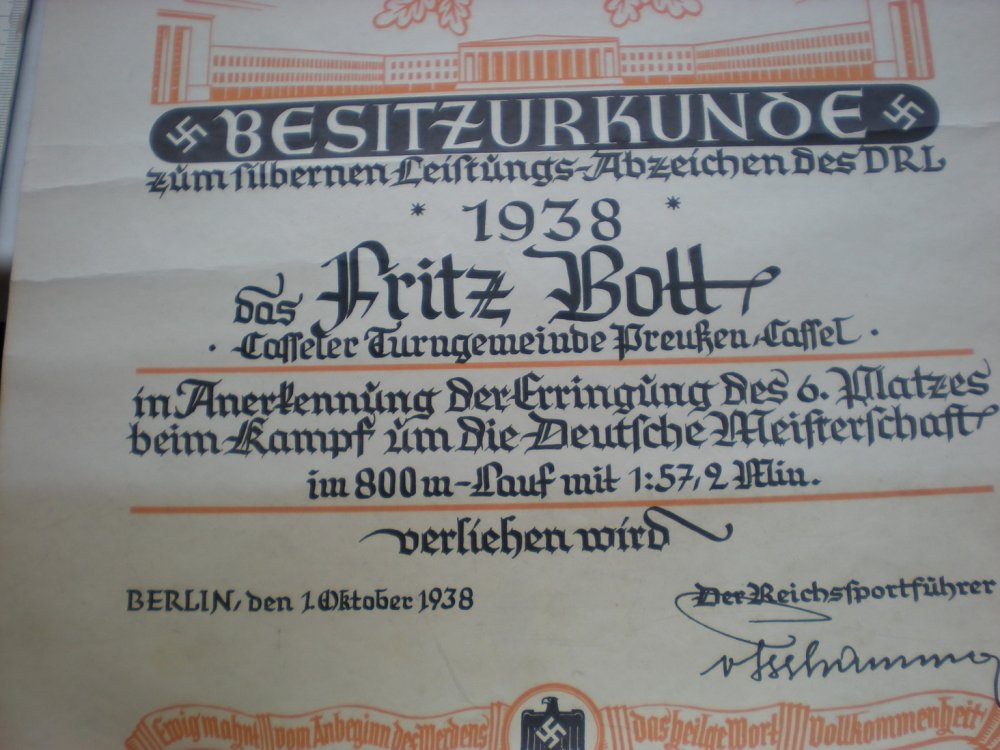 BESITZURKUNDE
zum silbernen Leistungs-Abzeichen des DRL
* 1938 *
das Fritz Bott
· Casseler Turngemeinde Preußen, Cassel ·
in Anerkennung der Erringung des 6. Platzes
beim Kampf um die Deutsche Meisterschaft
im 800 m-Lauf mit 1:57,2 Min.
verliehen wird
BERLIN, den 1. Oktober 1938
Der Reichssportführer
Ewig mahnt vom Anbeginn des Werdens das heilge Wort Vollkommenheit